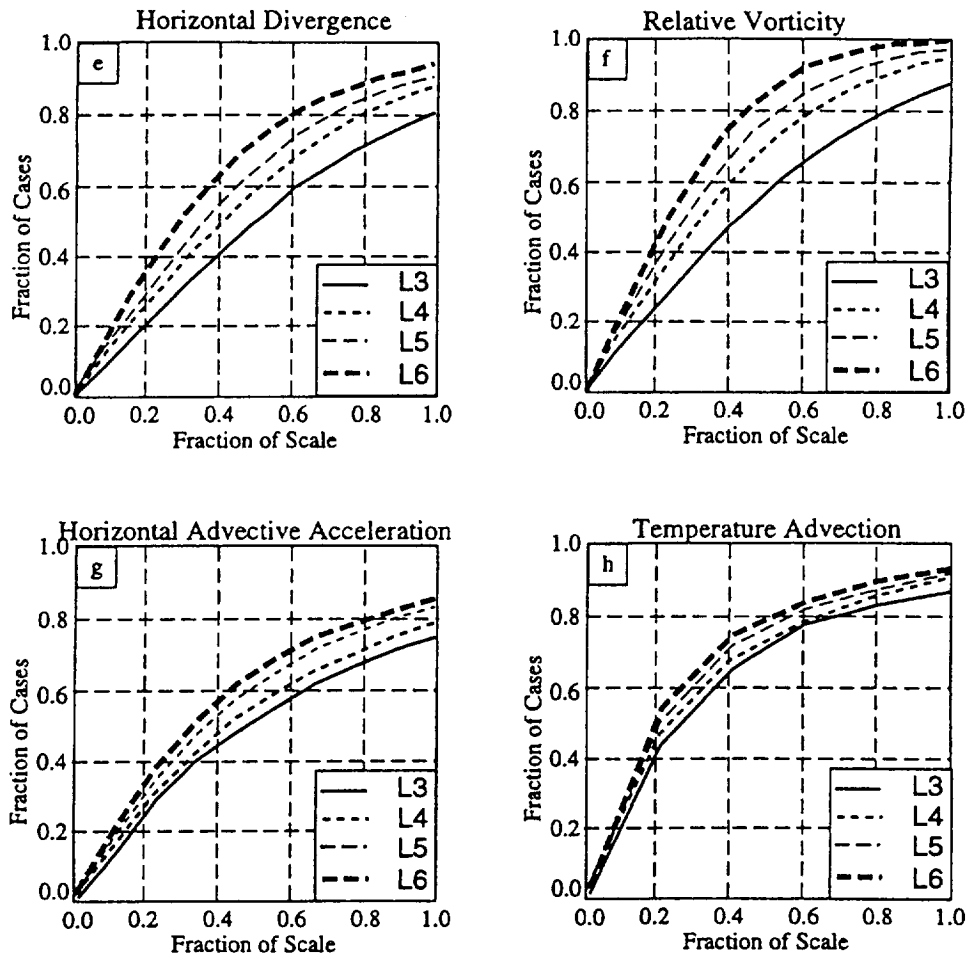 Horizontal Divergence
e
Fraction of Cases
1.0
0.8
0.6
0.4
0.2
0.0
L3
L4
L5
L6
0.0 0.2 0.4 0.6 0.8 1.0
Fraction of Scale
Relative Vorticity
f
Fraction of Cases
1.0
0.8
0.6
0.4
0.2
0.0
L3
L4
L5
L6
0.0 0.2 0.4 0.6 0.8 1.0
Fraction of Scale
Horizontal Advective Acceleration
g
Fraction of Cases
1.0
0.8
0.6
0.4
0.2
0.0
L3
L4
L5
L6
0.0 0.2 0.4 0.6 0.8 1.0
Fraction of Scale
Temperature Advection
h
Fraction of Cases
1.0
0.8
0.6
0.4
0.2
0.0
L3
L4
L5
L6
0.0 0.2 0.4 0.6 0.8 1.0
Fraction of Scale